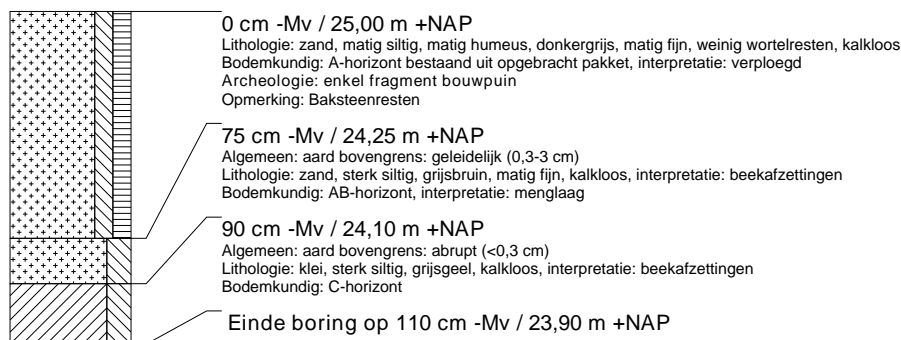 0 cm -Mv / 25,00 m +NAP
Lithologie: zand, matig siltig, matig humeus, donkergrijs, matig fijn, weinig wortelresten, kalkloos
Bodemkundig: A-horizont bestaand uit opgebracht pakket, interpretatie: verploegd
Archeologie: enkel fragment bouwpuin
Opmerking: Baksteenresten
75 cm -Mv / 24,25 m +NAP
Algemeen: aard bovengrens: geleidelijk (0,3-3 cm)
Lithologie: zand, sterk siltig, grijsbruin, matig fijn, kalkloos, interpretatie: beekafzettingen
Bodemkundig: AB-horizont, interpretatie: menglaag
90 cm -Mv / 24,10 m +NAP
Algemeen: aard bovengrens: abrupt (<0,3 cm)
Lithologie: klei, sterk siltig, grijsgeel, kalkloos, interpretatie: beekafzettingen
Bodemkundig: C-horizont
Einde boring op 110 cm -Mv / 23,90 m +NAP